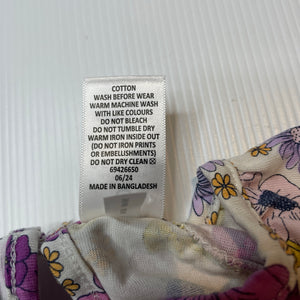 COTTON
WASH BEFORE WEAR
WARM MACHINE WASH
WITH LIKE COLOURS
DO NOT BLEACH
DO NOT TUMBLE DRY
WARM IRON INSIDE OUT
(DO NOT IRON PRINTS
OR EMBELLISHMENTS)
DO NOT DRY CLEAN
69426650
06/24
MADE IN BANGLADESH